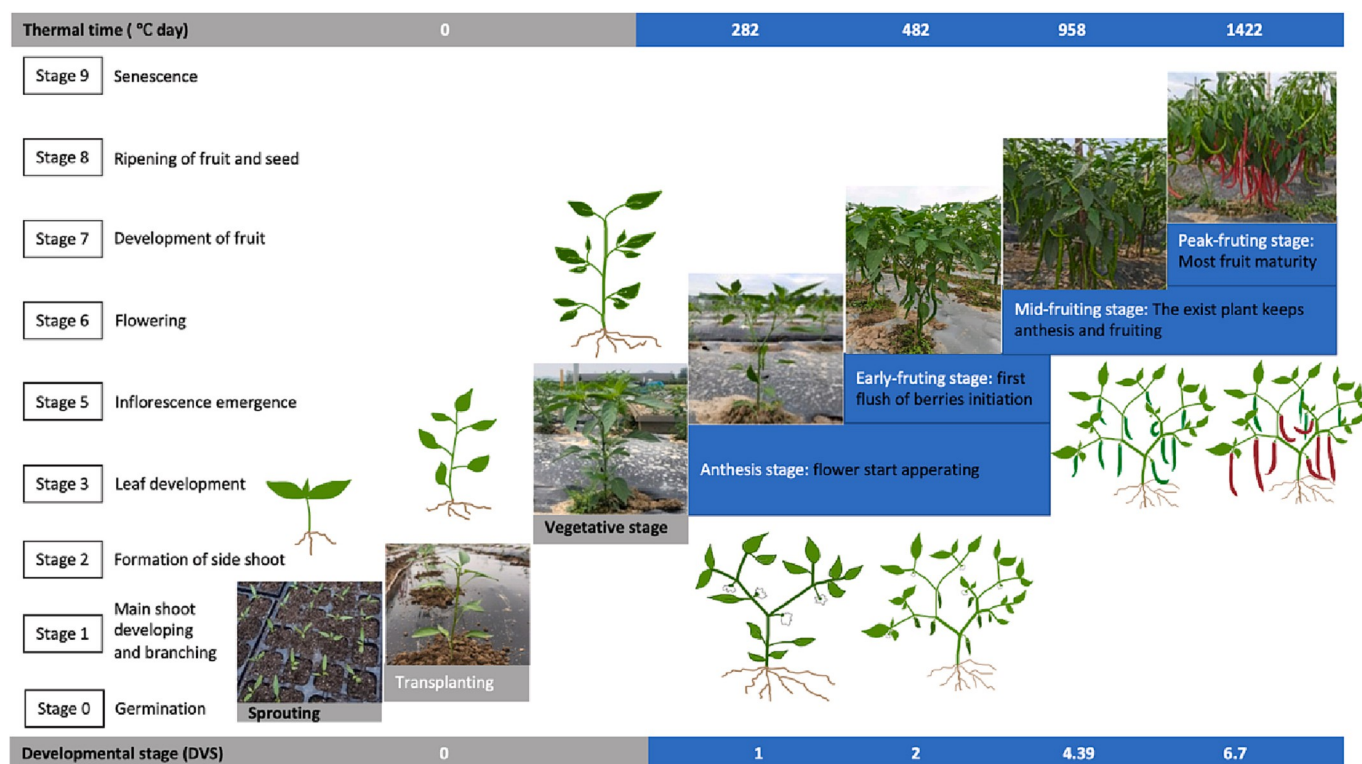 Thermal time ( °C day) 0 282 482 958 1422
Stage 9 Senescence
Stage 8 Ripening of fruit and seed
Stage 7 Development of fruit
Peak-fruting stage:
Most fruit maturity
Stage 6 Flowering
Mid-fruiting stage: The exist plant keeps
anthesis and fruiting
Stage 5 Inflorescence emergence
Early-fruting stage: first
flush of berries initiation
Stage 3 Leaf development
Anthesis stage: flower start apperating
Vegetative stage
Stage 2 Formation of side shoot
Stage 1 Main shoot
developing
and branching
Transplanting
Stage 0 Germination
Sprouting
Developmental stage (DVS) 0 1 2 4.39 6.7